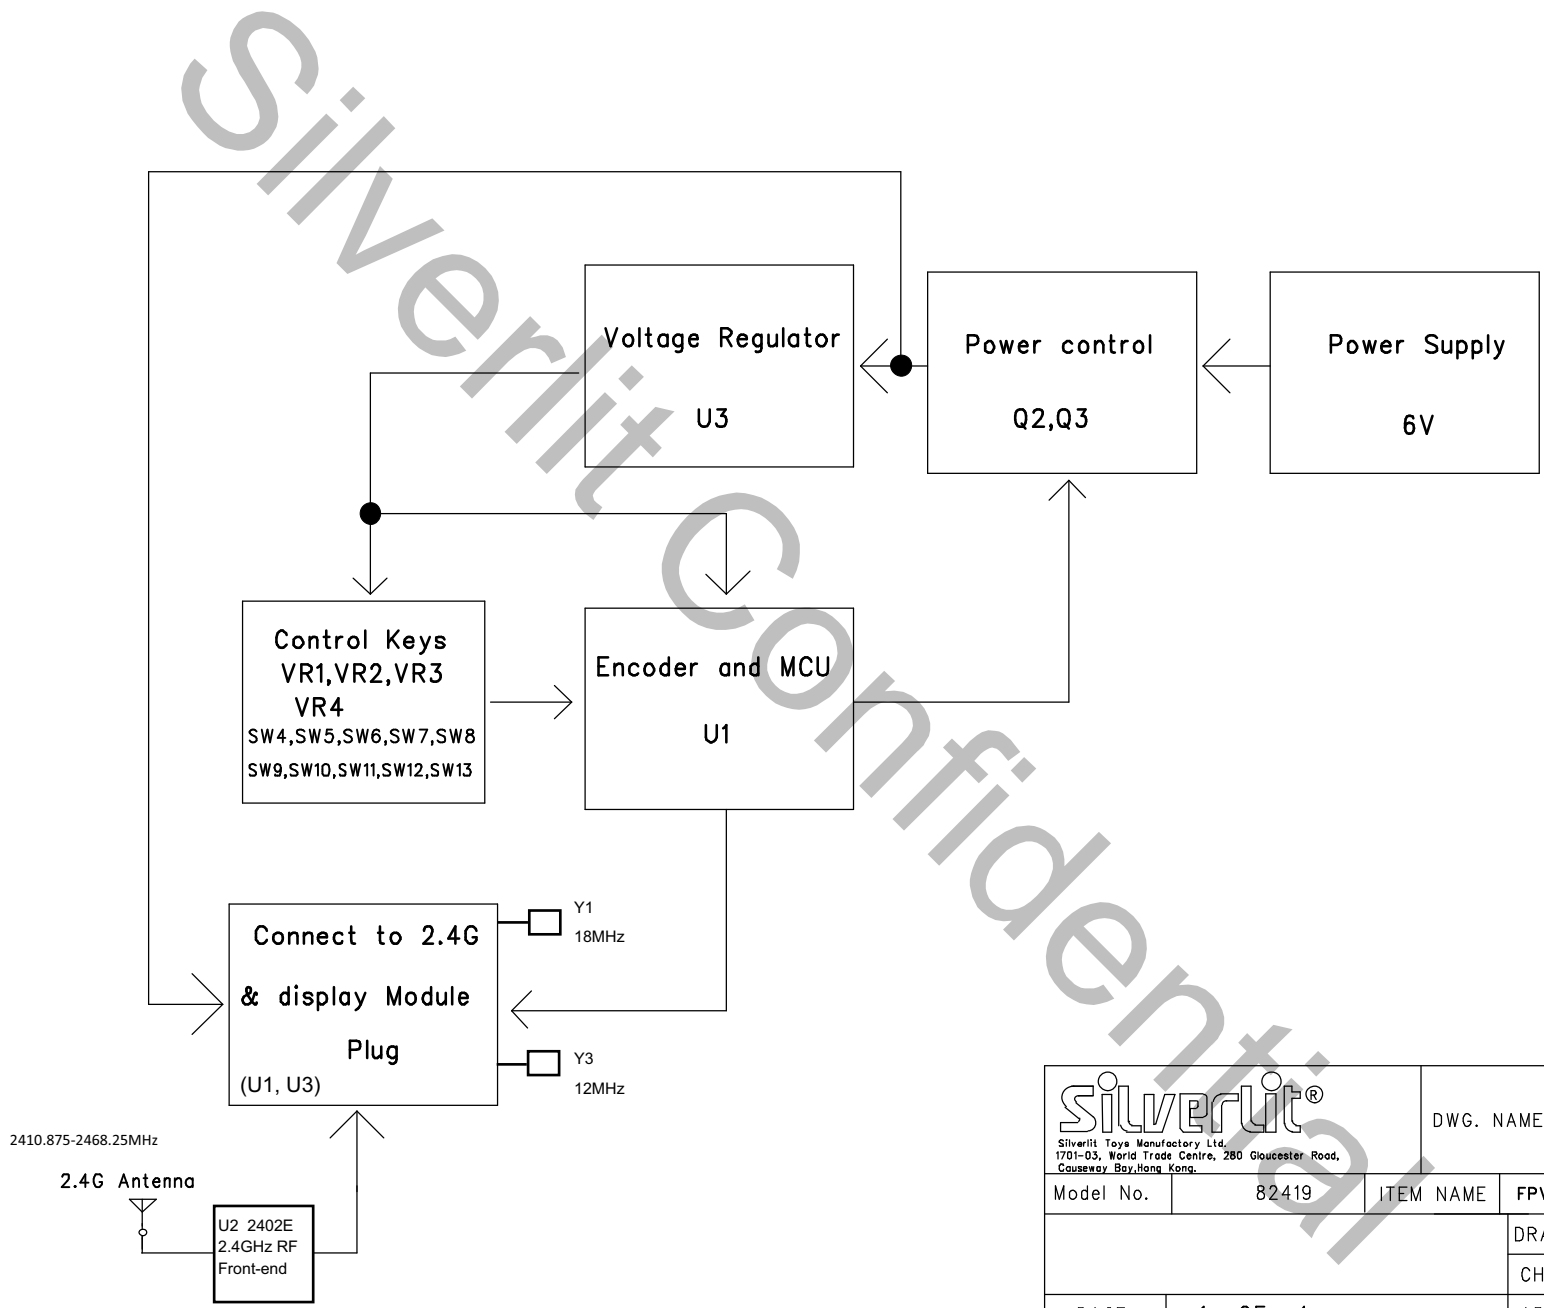 Silverlit Confidential
Voltage Regulator
U3
Power control
Q2,Q3
Power Supply
6V
Control Keys
VR1,VR2,VR3
VR4
SW4,SW5,SW6,SW7,SW8
SW9,SW10,SW11,SW12,SW13
Encoder and MCU
U1
Connect to 2.4G
& display Module
Plug
(U1, U3)
Y1
18MHz
Y3
12MHz
2410.875-2468.25MHz
2.4G Antenna
U2 2402E
2.4GHz RF
Front-end
Silverlit®
Silverlit Toys Manufactory Ltd.
1701-03, World Trade Centre, 280 Gloucester Road,
Causeway Bay,Hong Kong.
DWG. NAME
Model No.
82419
ITEM NAME
FPV
DRA
CH